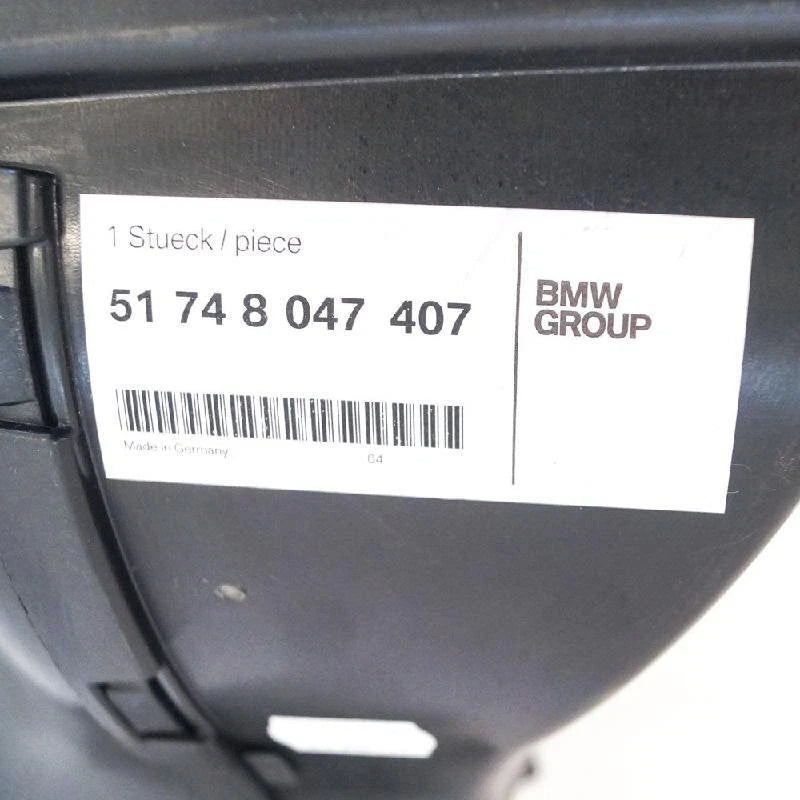 1 Stueck / piece
51 74 8 047 407
BMW
GROUP
Made in Germany
64